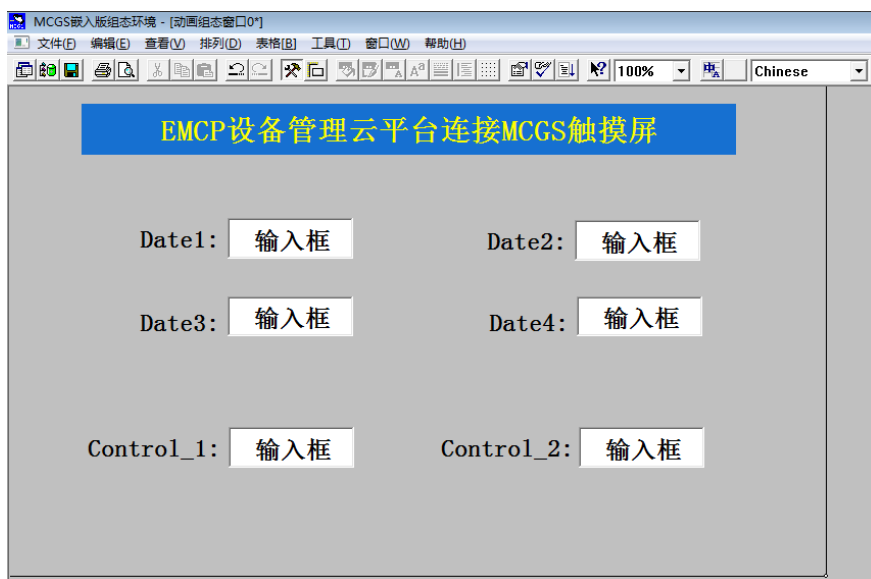 MCGS嵌入版组态环境 - [动画组态窗口0*]
文件(F) 编辑(E) 查看(V) 排列(D) 表格[B] 工具(T) 窗口(W) 帮助(H)
100% Chinese
EMCP设备管理云平台连接MCGS触摸屏
Date1: 输入框 Date2: 输入框
Date3: 输入框 Date4: 输入框
Control_1: 输入框 Control_2: 输入框